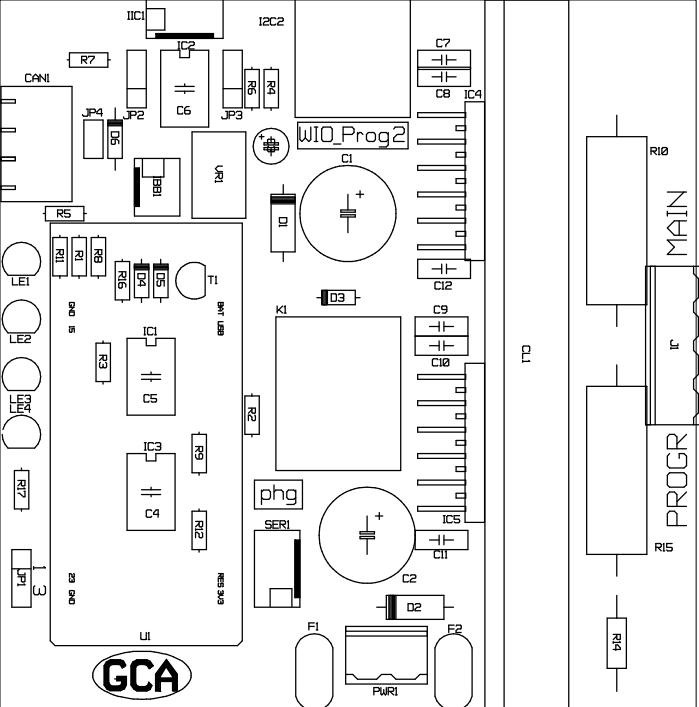 IIC1
I2C2
IC2
C7
R7
C8
CAN1
R6
R4
C6
IC4
JP4
JP2
JP3
D6
WIO_Prog2
R10
C1
BB1
VR1
MAIN
R5
D1
R11
R1
R8
R16
D4
D5
T1
LE1
C12
D3
GND
15
BAT USB
K1
C9
LE2
IC1
R3
C10
CL1
J1
LE3
C5
LE4
R2
IC3
R9
PROGR
R17
phg
C4
IC5
SER1
R12
R15
C11
1
3
JP1
C2
23 GND
RES 3V3
D2
U1
F1
F2
R14
GCA
PWR1